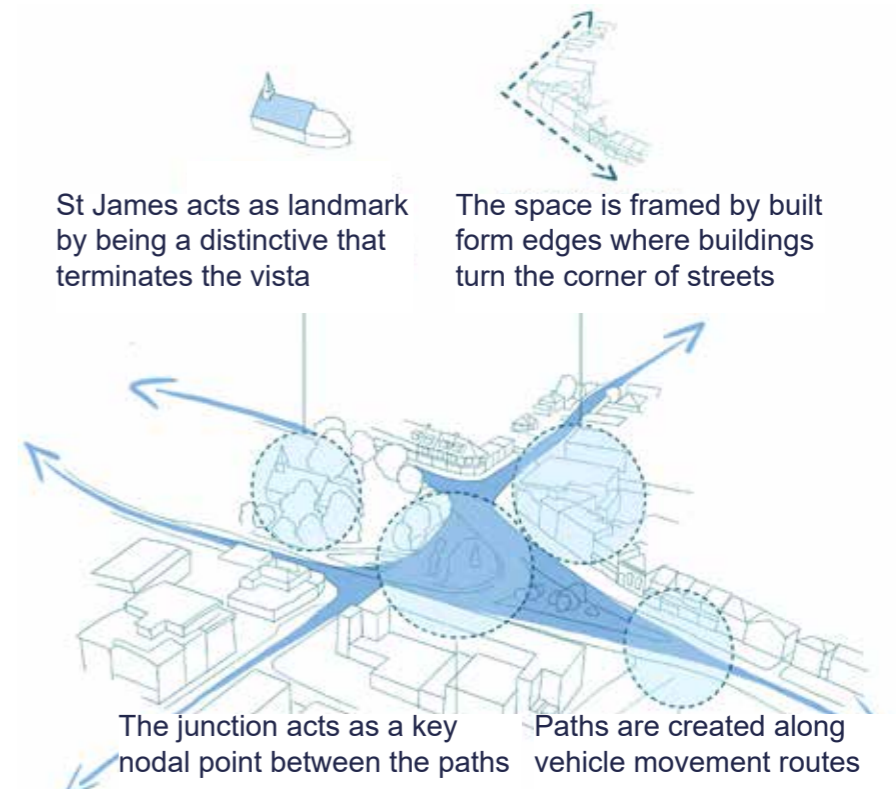 St James acts as landmark
by being a distinctive that
terminates the vista
The space is framed by built
form edges where buildings
turn the corner of streets
The junction acts as a key
nodal point between the paths
Paths are created along
vehicle movement routes